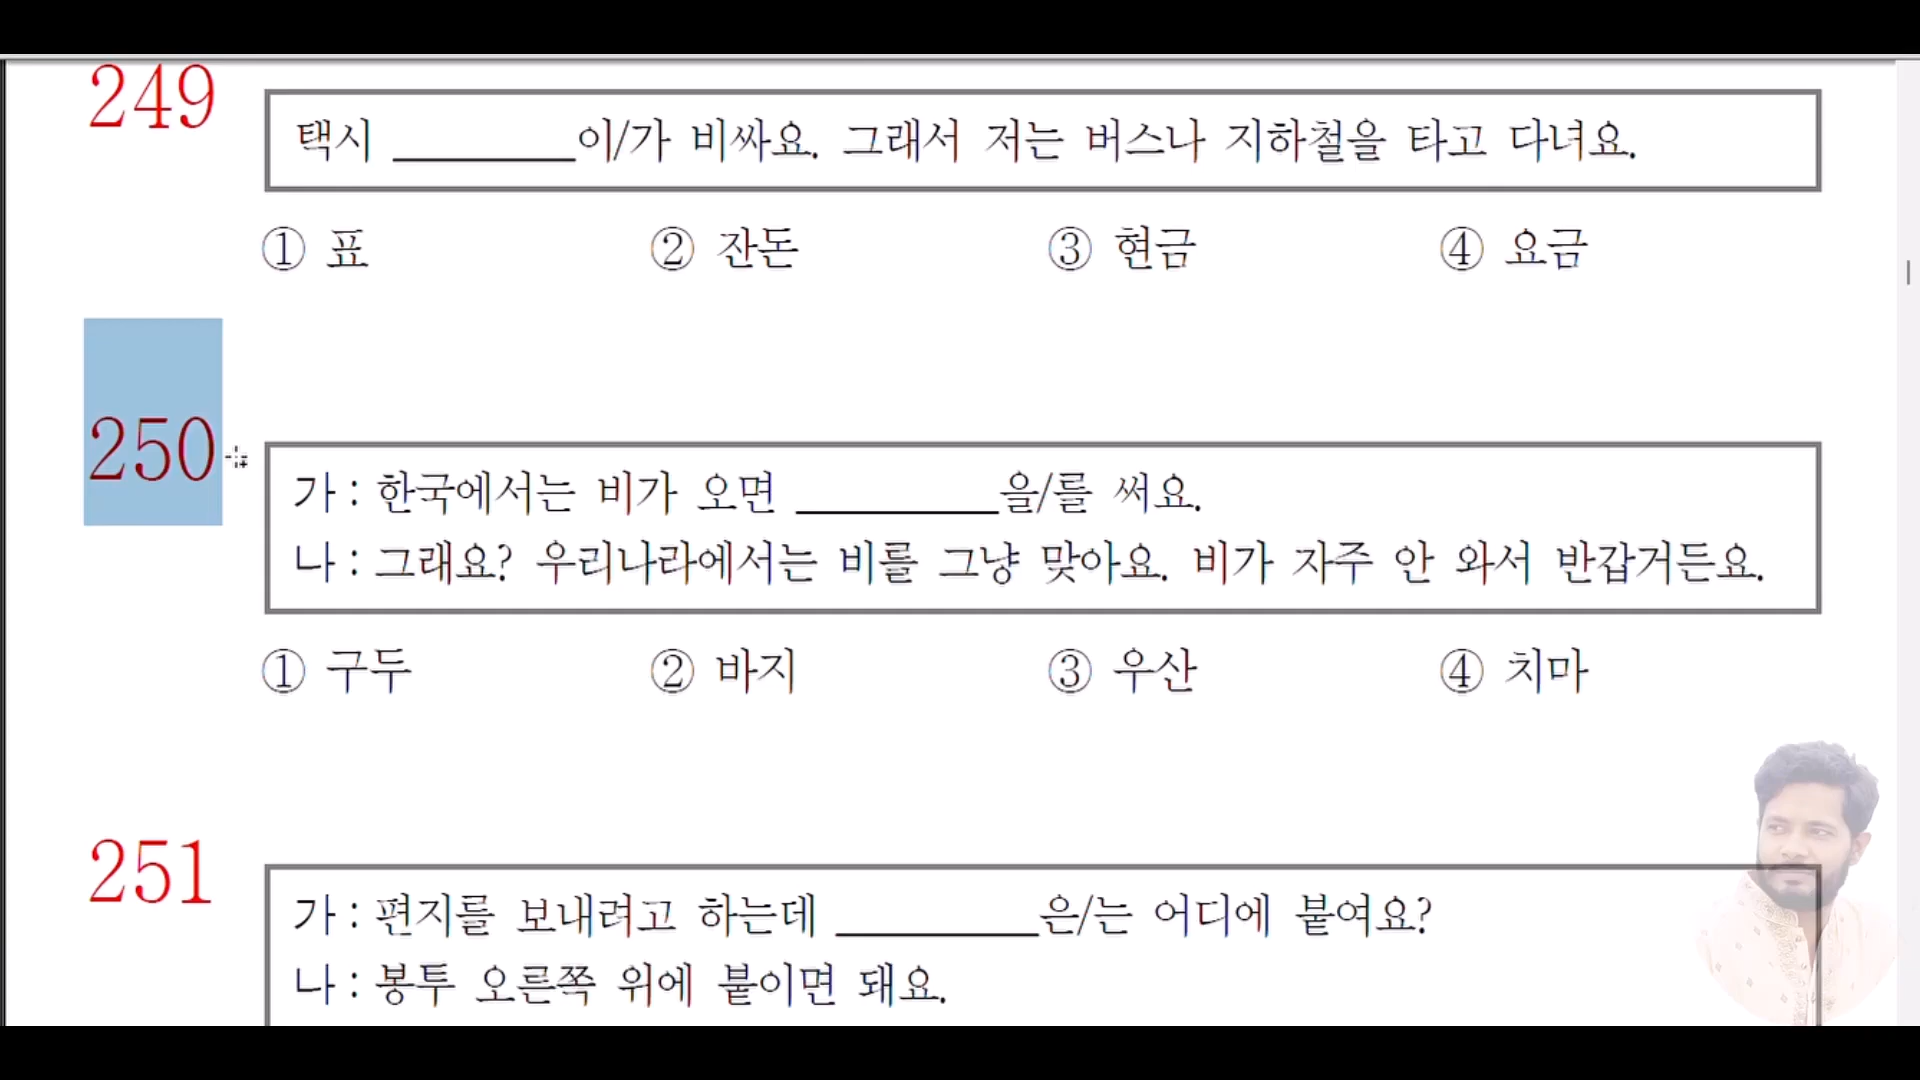 249
택시 _________이/가 비싸요. 그래서 저는 버스나 지하철을 타고 다녀요.
① 표 ② 잔돈 ③ 현금 ④ 요금
250
가 : 한국에서는 비가 오면 __________을/를 써요.
나 : 그래요? 우리나라에서는 비를 그냥 맞아요. 비가 자주 안 와서 반갑거든요.
① 구두 ② 바지 ③ 우산 ④ 치마
251
가 : 편지를 보내려고 하는데 __________은/는 어디에 붙여요?
나 : 봉투 오른쪽 위에 붙이면 돼요.